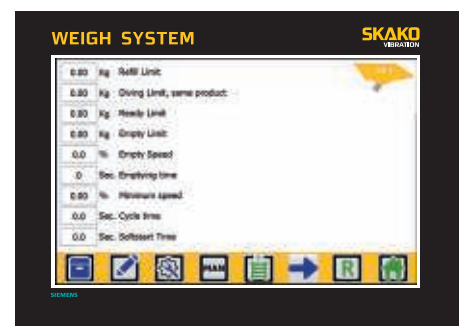 WEIGH SYSTEM
SKAKO
VIBRATION
0.00 Kg Refill Limit
0.00 Kg Diving Limit, same product
0.00 Kg Ready Limit
0.00 Kg Empty Limit
0.0 % Empty Speed
0 Sec. Emptying time
0.00 % Minimum speed
0.0 Sec. Cycle time
0.0 Sec. Softstart Time
MAN
R
SIEMENS